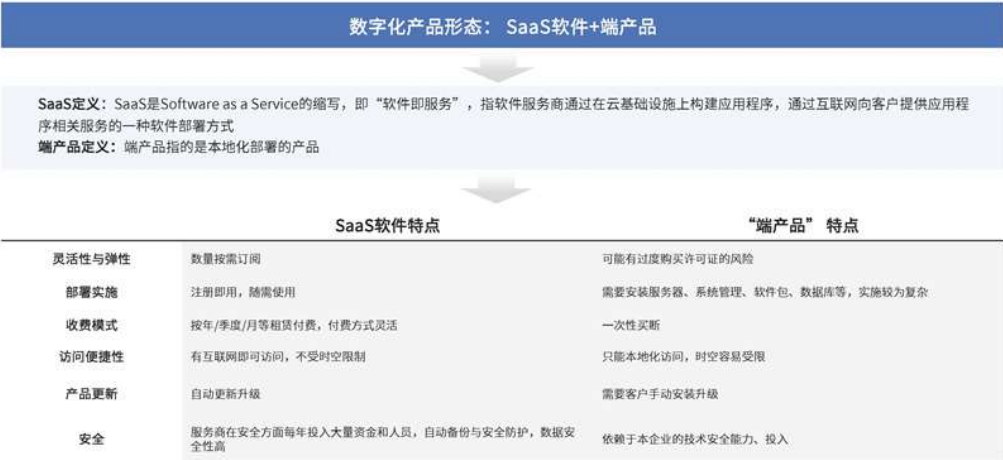 数字化产品形态： SaaS软件+端产品
SaaS定义：SaaS是Software as a Service的缩写，即“软件即服务”，指软件服务商通过在云基础设施上构建应用程序，通过互联网向客户提供应用程
序相关服务的一种软件部署方式
端产品定义：端产品指的是本地化部署的产品
SaaS软件特点 “端产品” 特点
灵活性与弹性 数量按需订阅 可能有过度购买许可证的风险
部署实施 注册即用，随需使用 需要安装服务器、系统管理、软件包、数据库等，实施较为复杂
收费模式 按年/季度/月等租赁付费，付费方式灵活 一次性买断
访问便捷性 有互联网即可访问，不受时空限制 只能本地化访问，时空容易受限
产品更新 自动更新升级 需要客户手动安装升级
安全 服务商在安全方面每年投入大量资金和人员，自动备份与安全防护，数据安
全性高 依赖于本企业的技术安全能力、投入